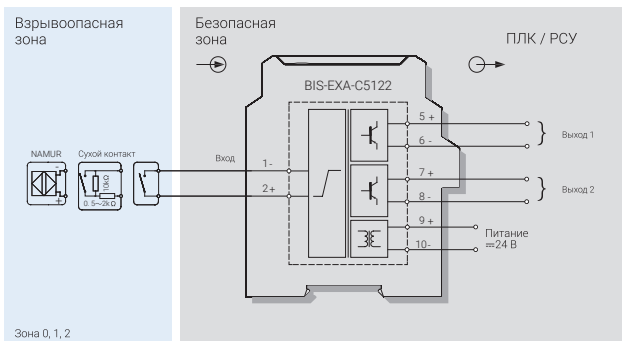 Взрывоопасная
зона
Безопасная
зона
ПЛК / РСУ
BIS-EXA-C5122
NAMUR
Сухой контакт
-
+
10kΩ
0. 5~2kΩ
Вход
1 -
2 +
5 +
6 -
7 +
8 -
9 +
10-
Выход 1
Выход 2
Питание
⎓24 В
Зона 0, 1, 2